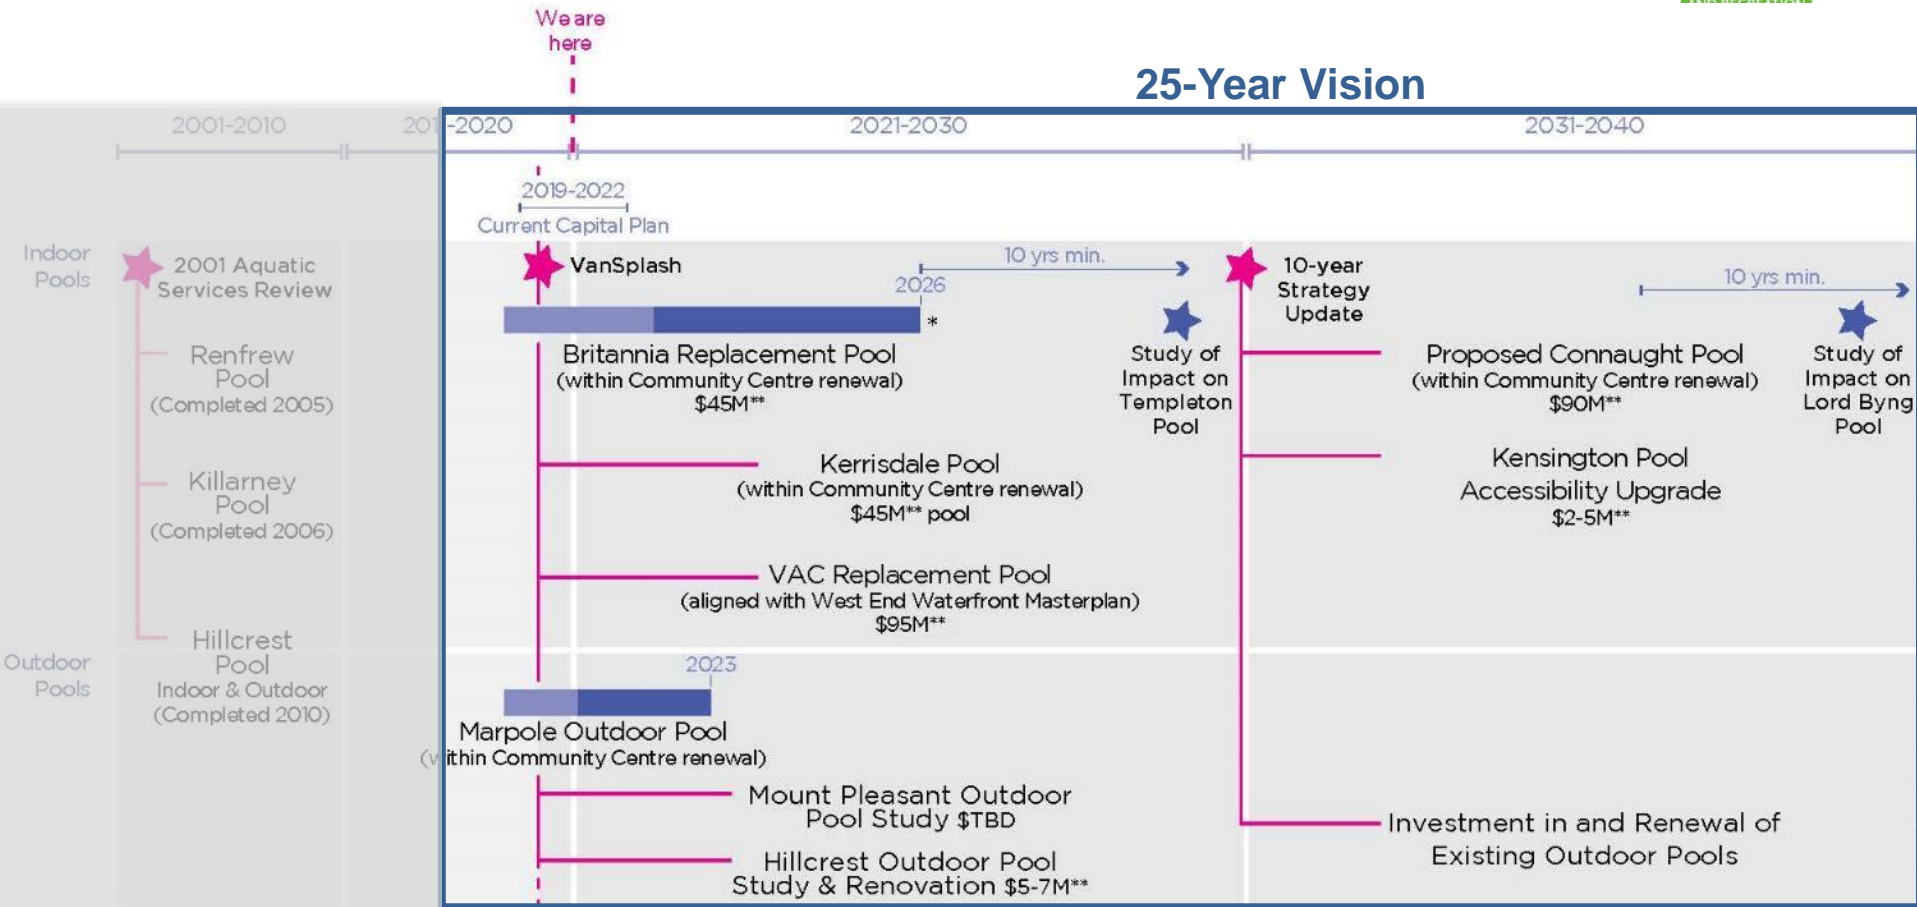 AND RECREATION
We are
here
25-Year Vision
2001-2010
201-2020
2021-2030
2031-2040
2019-2022
Current Capital Plan
Indoor
Pools
2001 Aquatic
Services Review
VanSplash
10 yrs min.
2026
*
10-year
Strategy
Update
10 yrs min.
Renfrew
Pool
(Completed 2005)
Britannia Replacement Pool
(within Community Centre renewal)
$45M**
Study of
Impact on
Templeton
Pool
Proposed Connaught Pool
(within Community Centre renewal)
$90M**
Study of
Impact on
Lord Byng
Pool
Killarney
Pool
(Completed 2006)
Kerrisdale Pool
(within Community Centre renewal)
$45M** pool
Kensington Pool
Accessibility Upgrade
$2-5M**
VAC Replacement Pool
(aligned with West End Waterfront Masterplan)
$95M**
Hillcrest
Pool
Indoor & Outdoor
(Completed 2010)
Outdoor
Pools
2023
Marpole Outdoor Pool
(within Community Centre renewal)
Mount Pleasant Outdoor
Pool Study $TBD
Hillcrest Outdoor Pool
Study & Renovation $5-7M**
Investment in and Renewal of
Existing Outdoor Pools